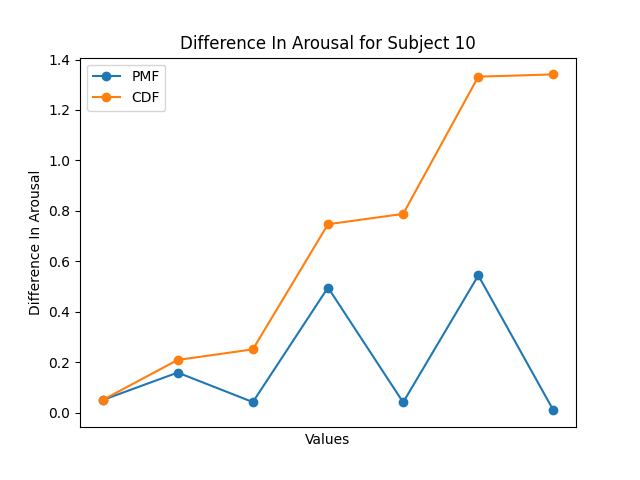 Difference In Arousal for Subject 10
PMF
CDF
1.4
1.2
1.0
0.8
0.6
0.4
0.2
0.0
Difference In Arousal
Values